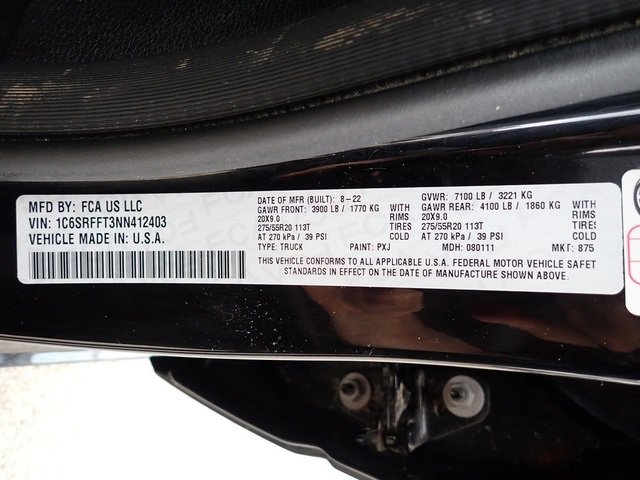 MFD BY: FCA US LLC
VIN: 1C6SRFFT3NN412403
VEHICLE MADE IN: U.S.A.
DATE OF MFR (BUILT): 8-22 GVWR: 7100 LB / 3221 KG
GAWR FRONT: 3900 LB / 1770 KG WITH GAWR REAR: 4100 LB / 1860 KG WITH
20X9.0 RIMS 20X9.0 RIMS
275/55R20 113T TIRES 275/55R20 113T TIRES
AT 270 kPa / 39 PSI COLD AT 270 kPa / 39 PSI COLD
TYPE: TRUCK PAINT: PXJ MDH: 080111 MKT: 875
THIS VEHICLE CONFORMS TO ALL APPLICABLE U.S.A. FEDERAL MOTOR VEHICLE SAFET
STANDARDS IN EFFECT ON THE DATE OF MANUFACTURE SHOWN ABOVE.